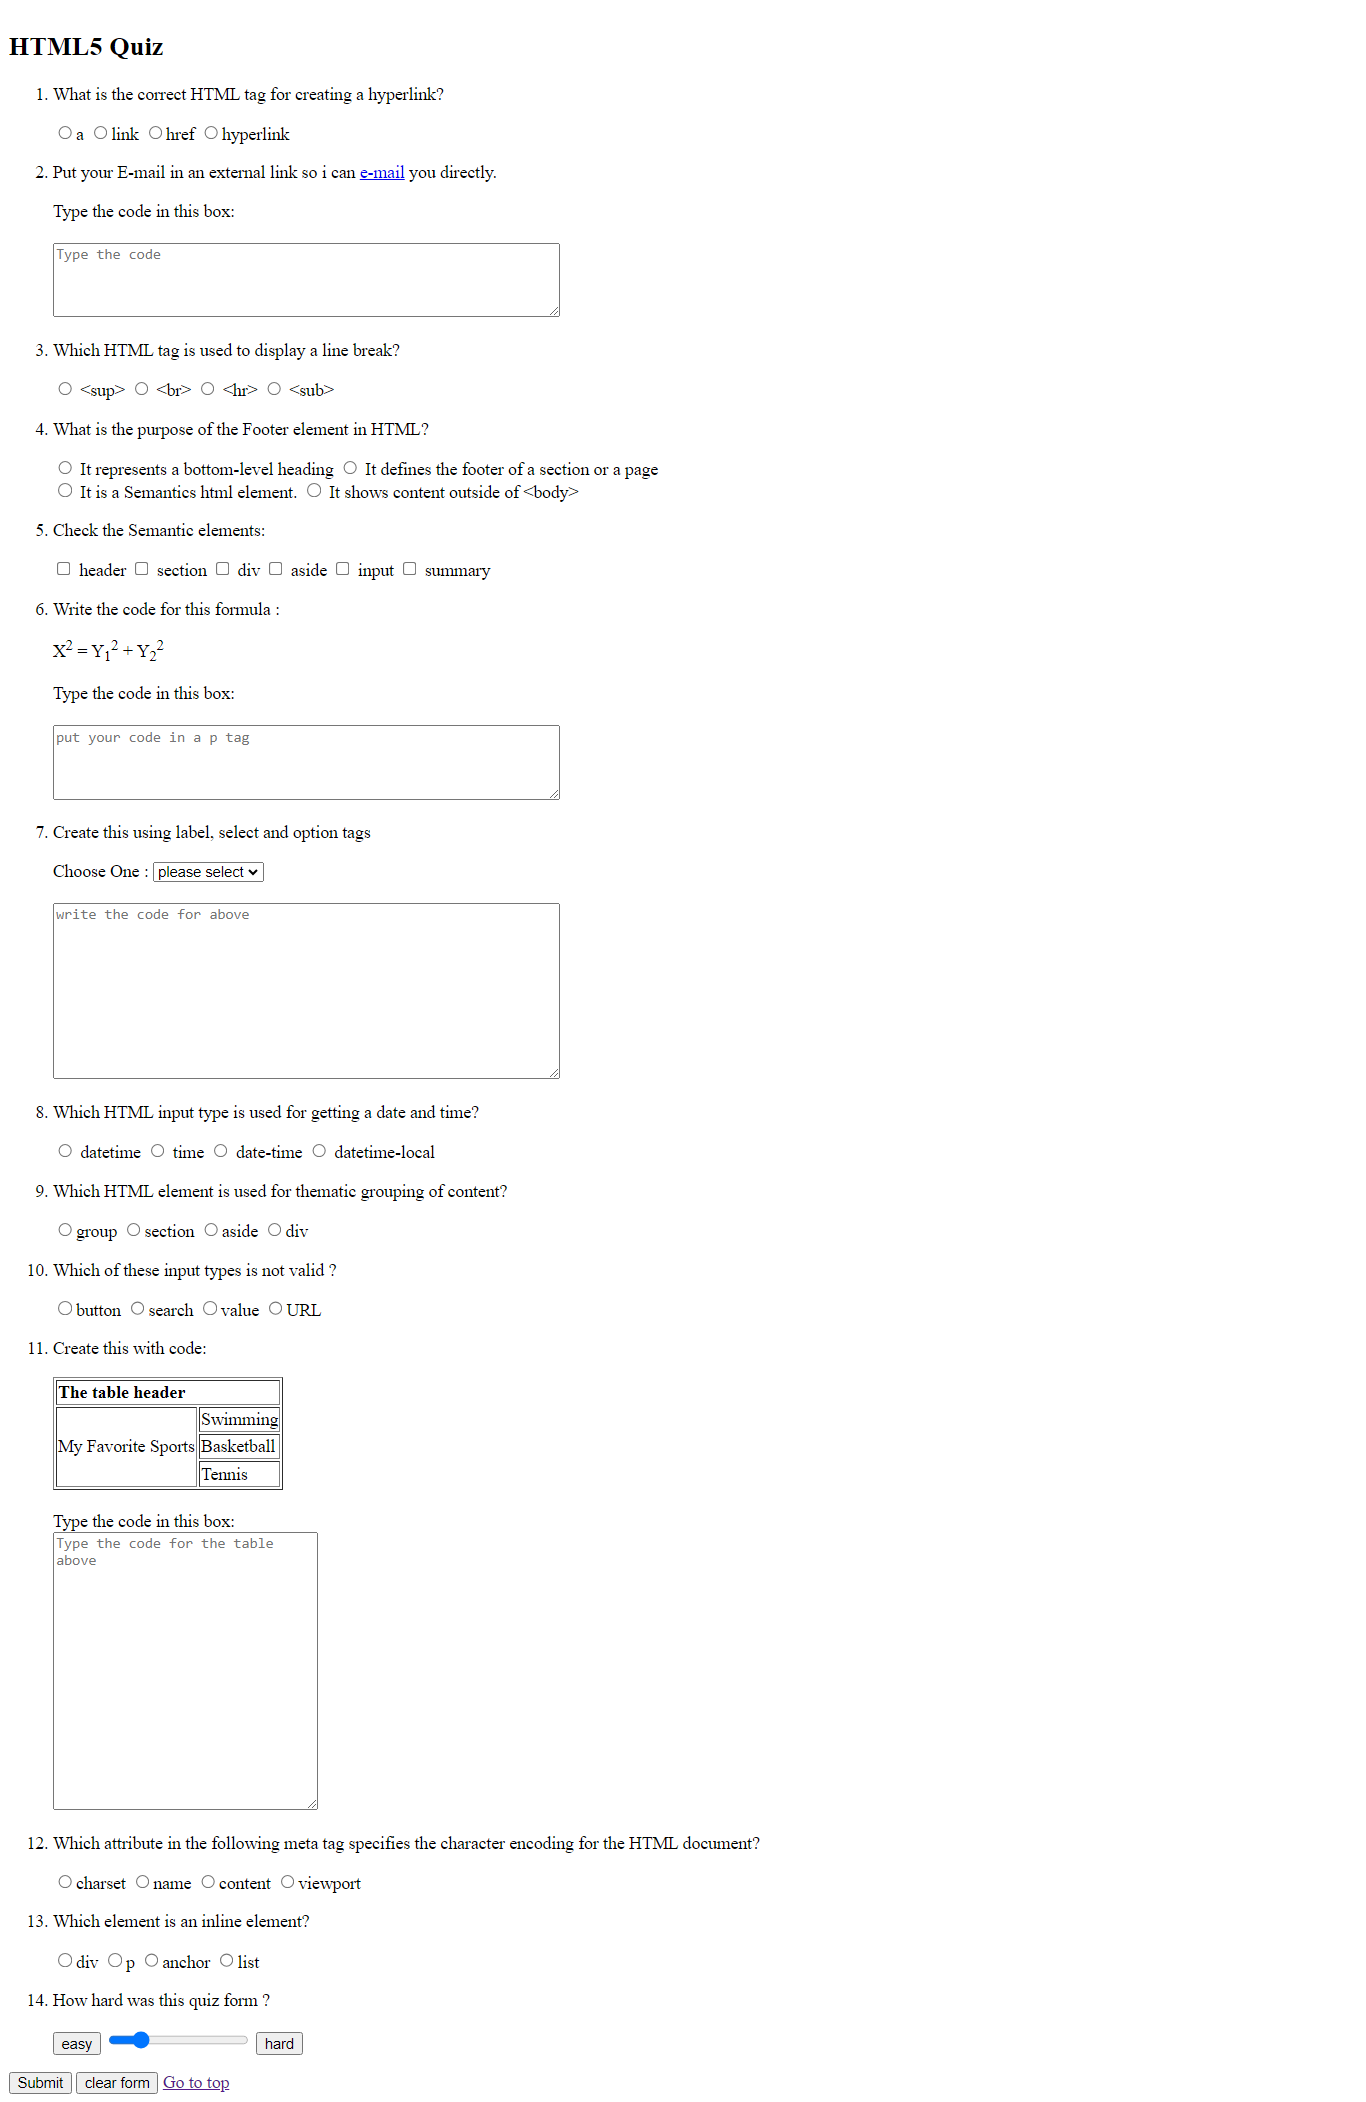 HTML5 Quiz
1. What is the correct HTML tag for creating a hyperlink?
a link href hyperlink
2. Put your E-mail in an external link so i can e-mail you directly.
Type the code in this box:
Type the code
3. Which HTML tag is used to display a line break?
<sup> <br> <hr> <sub>
4. What is the purpose of the Footer element in HTML?
It represents a bottom-level heading It defines the footer of a section or a page
It is a Semantics html element. It shows content outside of <body>
5. Check the Semantic elements:
header section div aside input summary
6. Write the code for this formula :
X² = Y₁² + Y₂²
Type the code in this box:
put your code in a p tag
7. Create this using label, select and option tags
Choose One : please select
write the code for above
8. Which HTML input type is used for getting a date and time?
datetime time date-time datetime-local
9. Which HTML element is used for thematic grouping of content?
group section aside div
10. Which of these input types is not valid ?
button search value URL
11. Create this with code:
The table header
Swimming
My Favorite Sports Basketball
Tennis
Type the code in this box:
Type the code for the table
above
12. Which attribute in the following meta tag specifies the character encoding for the HTML document?
charset name content viewport
13. Which element is an inline element?
div p anchor list
14. How hard was this quiz form ?
easy hard
Submit clear form Go to top